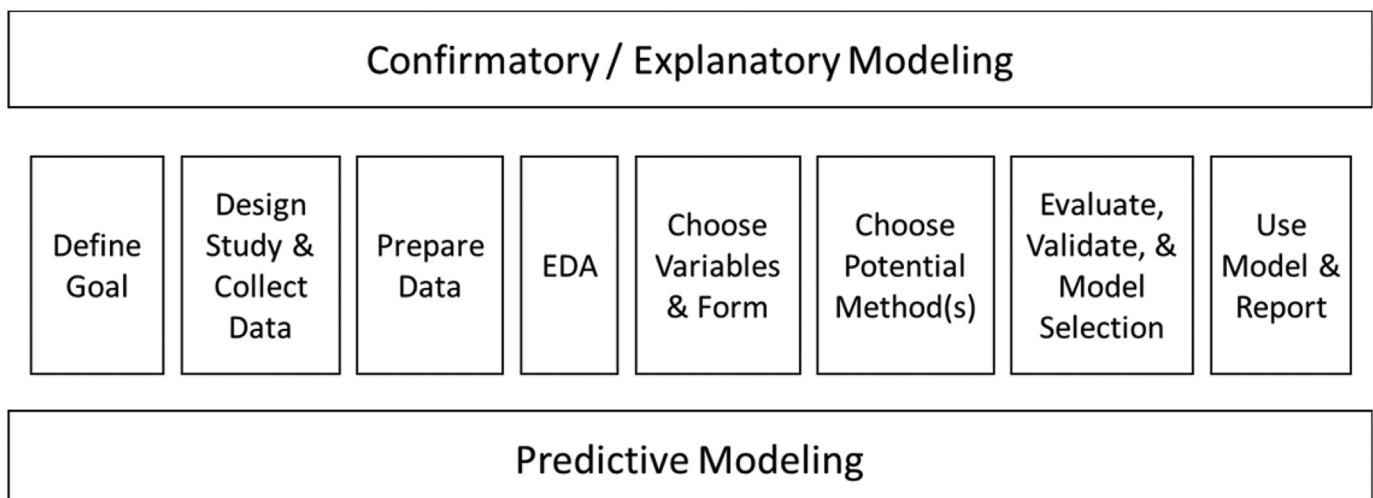 Confirmatory / Explanatory Modeling
Define
Goal
Design
Study &
Collect
Data
Prepare
Data
EDA
Choose
Variables
& Form
Choose
Potential
Method(s)
Evaluate,
Validate, &
Model
Selection
Use
Model &
Report
Predictive Modeling